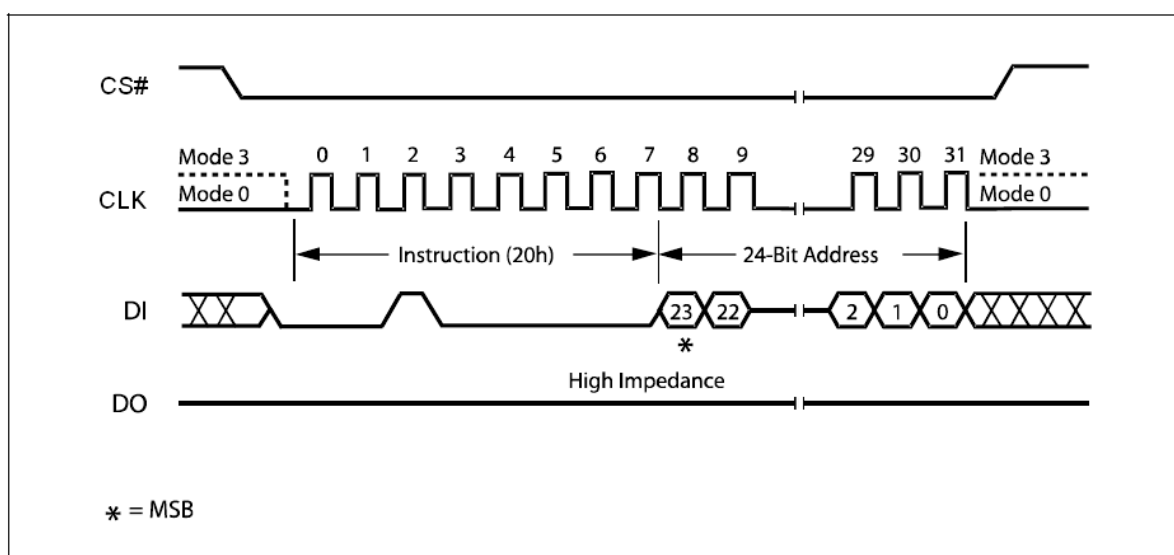 CS#
Mode 3 0 1 2 3 4 5 6 7 8 9 29 30 31 Mode 3
CLK Mode 0 Mode 0
Instruction (20h) 24-Bit Address
DI 23 22 2 1 0
*
High Impedance
DO
* = MSB